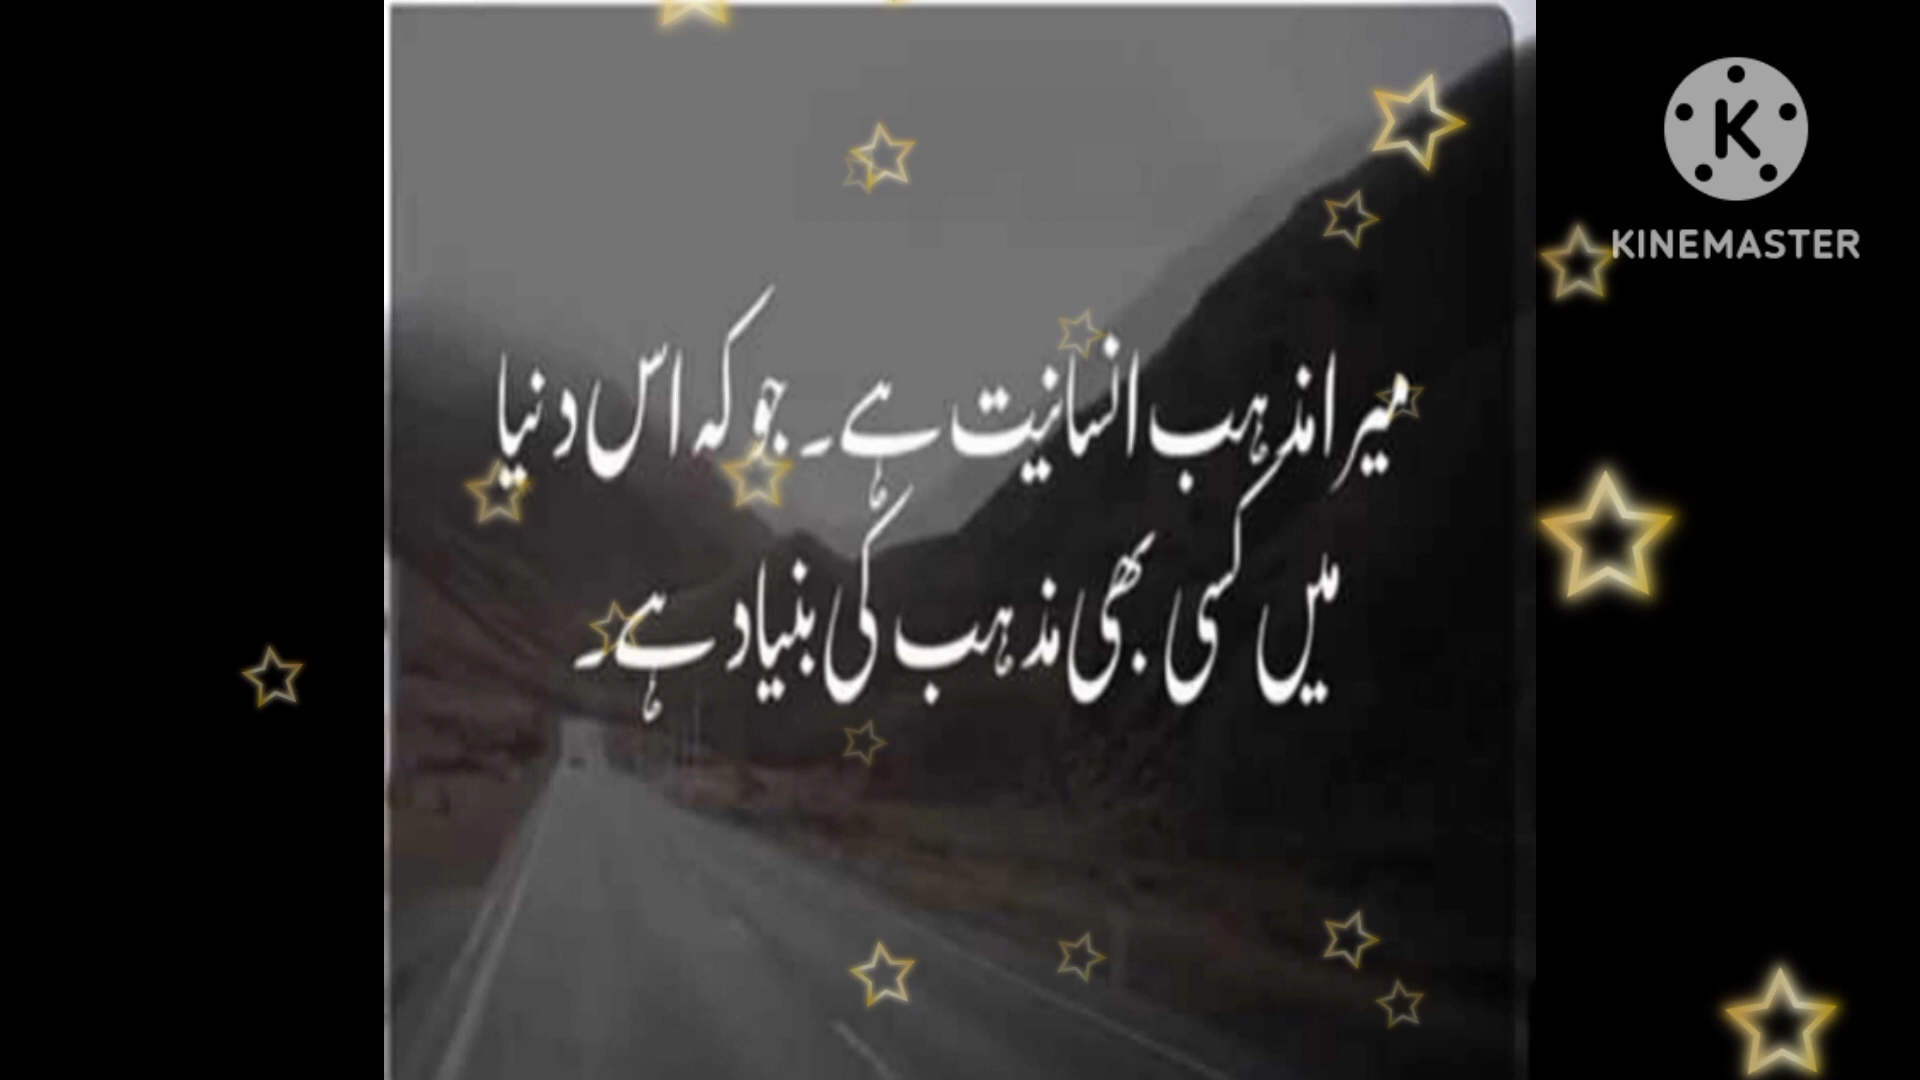 میرا مذہب انسانیت ہے۔ جو کہ اس دنیا
میں کسی بھی مذہب کی بنیاد ہے۔
K
KINEMASTER